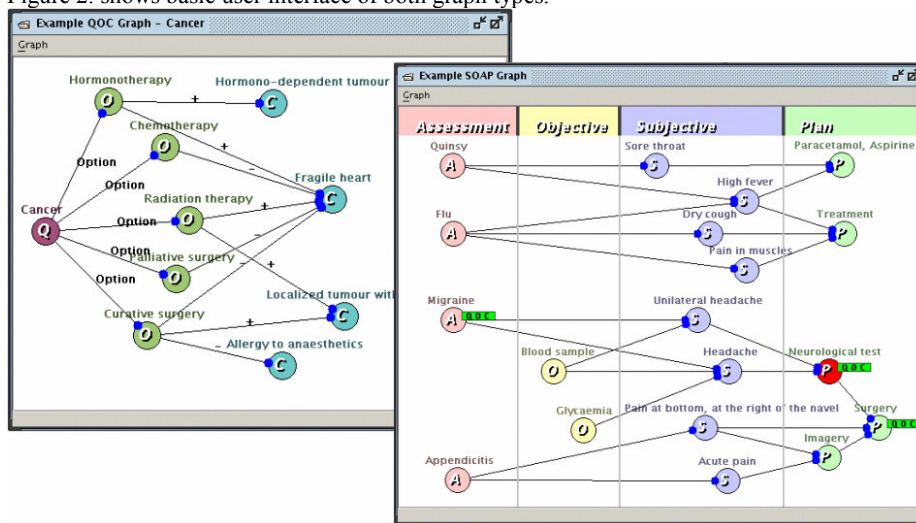 Figure 2. shows basic user interface of both graph types.
Example QOC Graph - Cancer
Graph
Hormonotherapy
Hormono-dependent tumour
O
+
C
Chemotherapy
+
O
-
Option
Fragile heart
Radiation therapy
C
Cancer
Option
+
Q
Option
O
Palliative surgery
-
Option
O
-
+
Option
Localized tumour with
Curative surgery
+
C
O
- Allergy to anaesthetics
C
Example SOAP Graph
Graph
Assessment Objective Subjective Plan
Quinsy Sore throat Paracetamol, Aspirine
A S P
High fever
S
Flu Dry cough Treatment
A S P
Pain in muscles
S
Migraine Unilateral headache
A QOC S
Blood sample Headache Neurological test
O S P QOC
Glycaemia Pain at bottom, at the right of the navel Surgery
O S P QOC
Imagery
P
Appendicitis Acute pain
A S